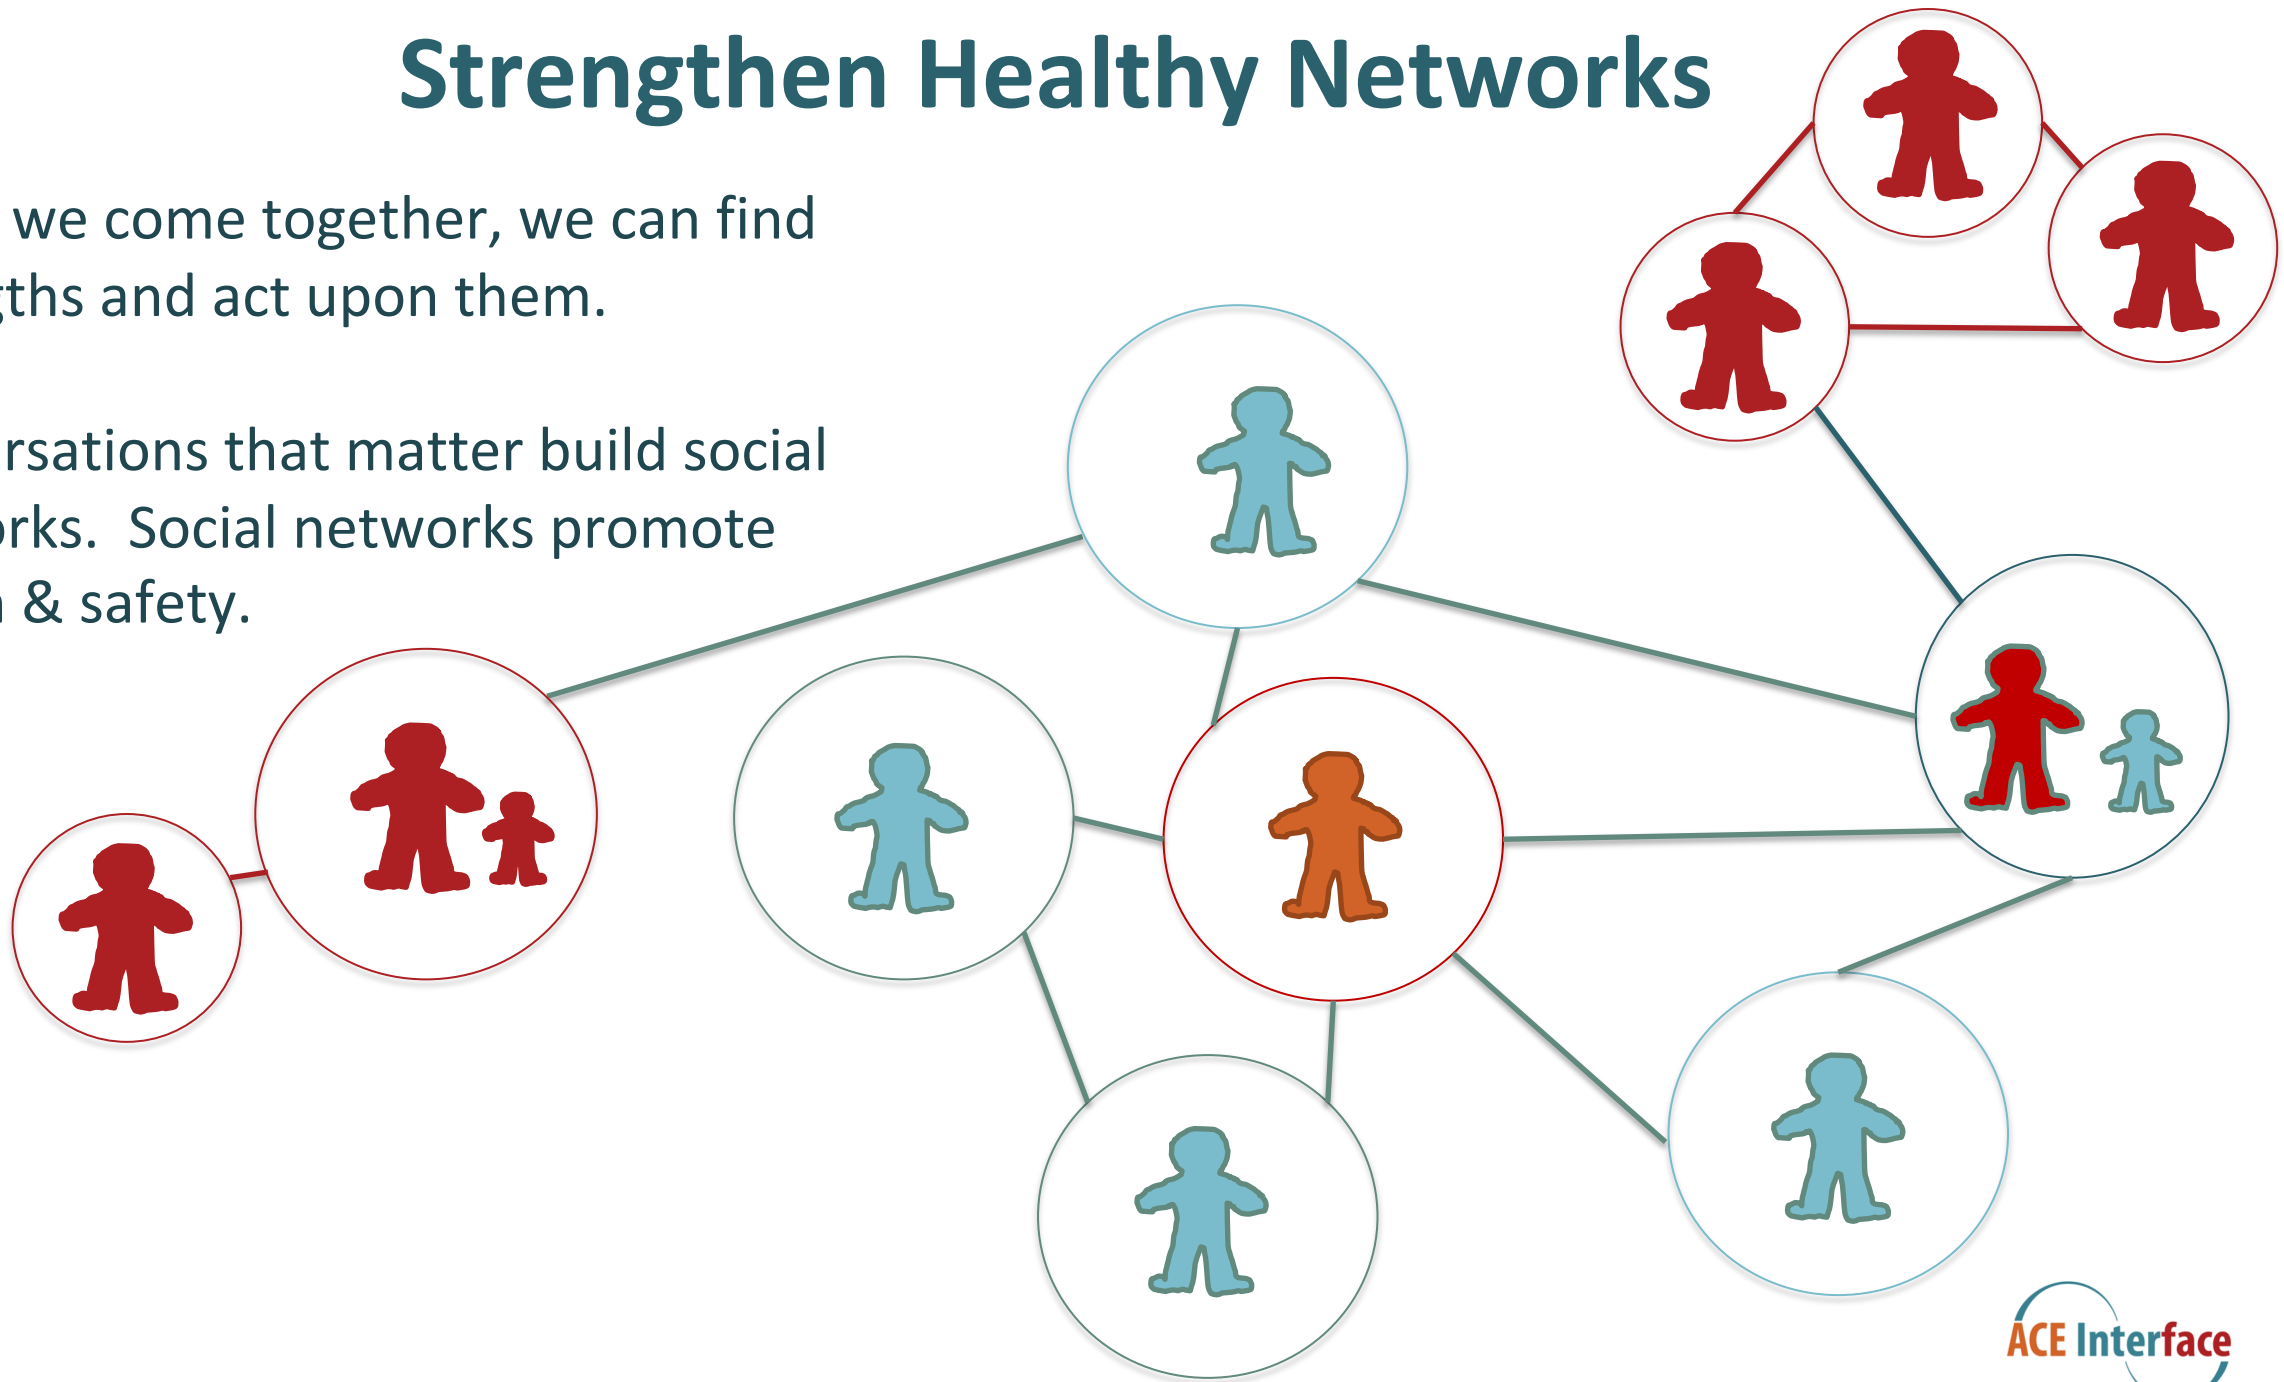 Strengthen Healthy Networks
we come together, we can find
gths and act upon them.
rsations that matter build social
orks.  Social networks promote
& safety.
ACE Interface